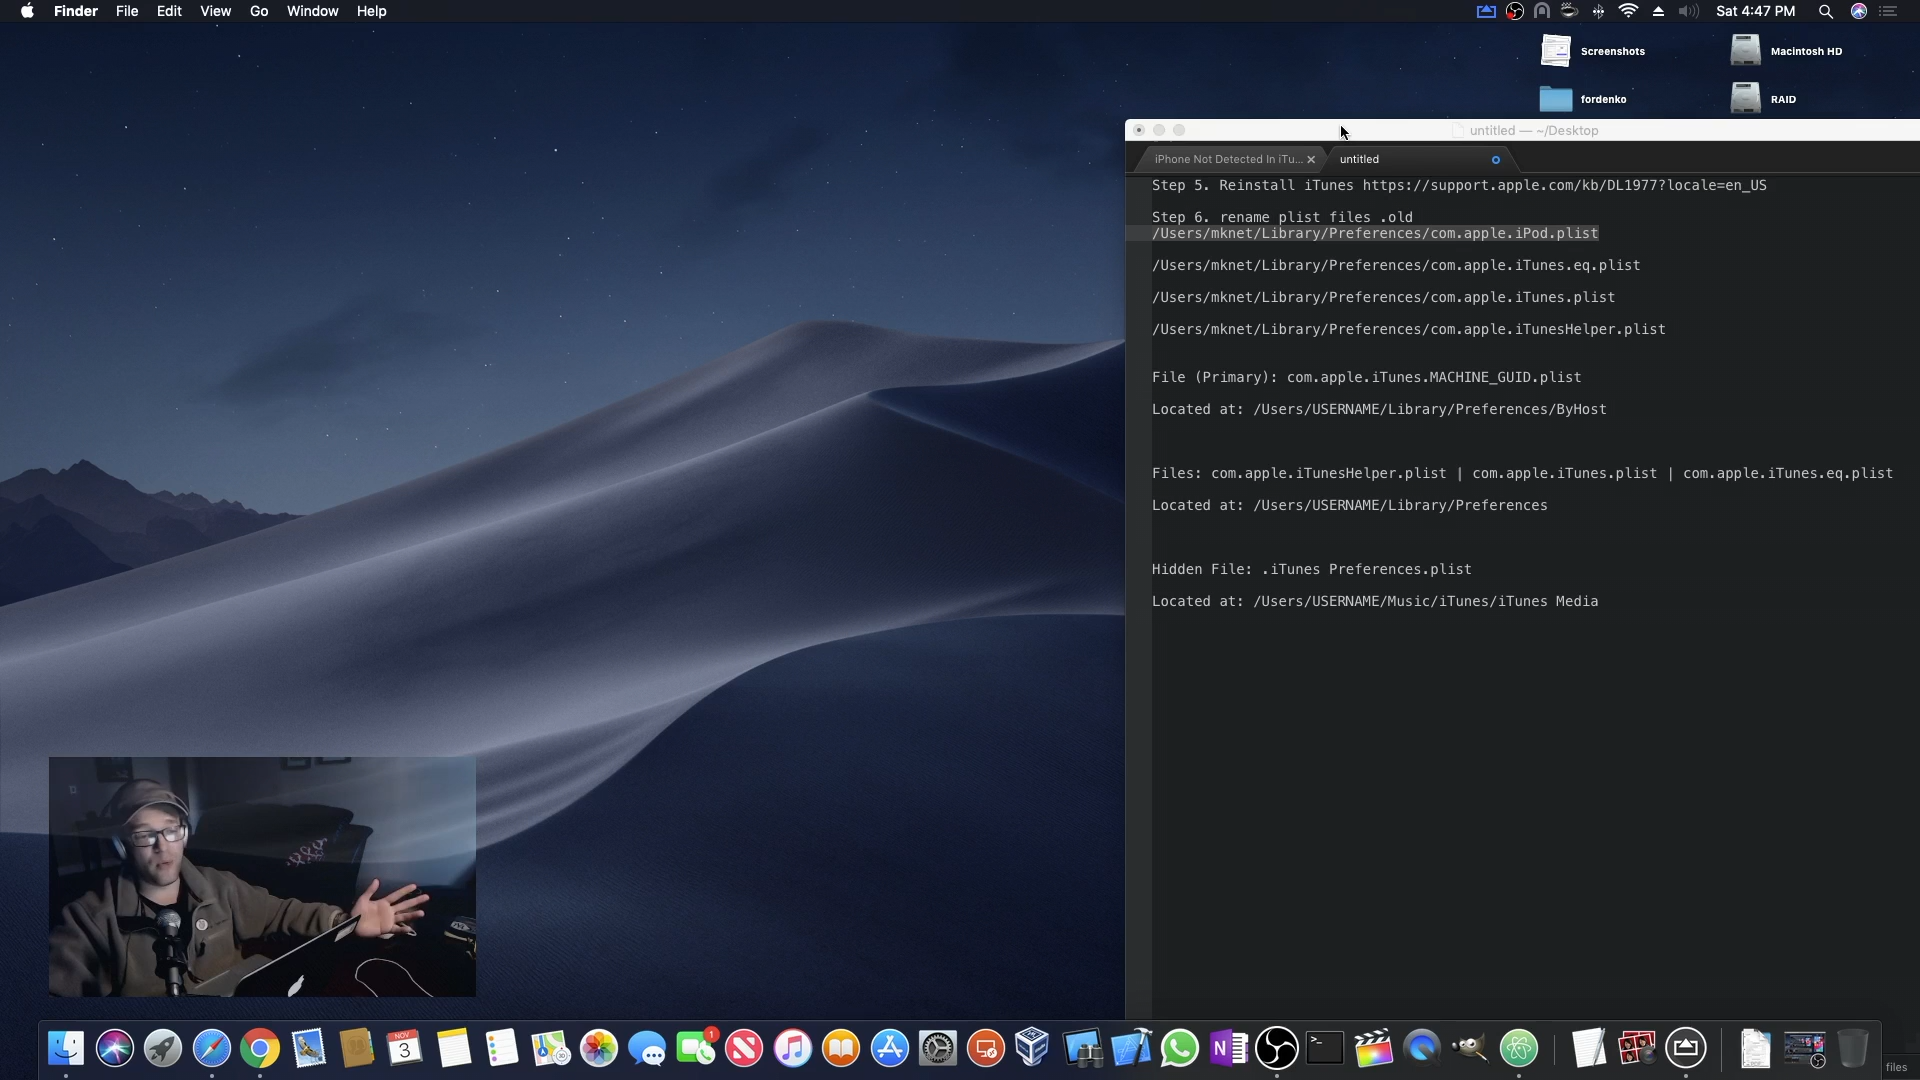 Finder File Edit View Go Window Help Sat 4:47 PM
Screenshots Macintosh HD
fordenko RAID
untitled — ~/Desktop
iPhone Not Detected In iTu... untitled
Step 5. Reinstall iTunes https://support.apple.com/kb/DL1977?locale=en_US
Step 6. rename plist files .old
/Users/mknet/Library/Preferences/com.apple.iPod.plist
/Users/mknet/Library/Preferences/com.apple.iTunes.eq.plist
/Users/mknet/Library/Preferences/com.apple.iTunes.plist
/Users/mknet/Library/Preferences/com.apple.iTunesHelper.plist
File (Primary): com.apple.iTunes.MACHINE_GUID.plist
Located at: /Users/USERNAME/Library/Preferences/ByHost
Files: com.apple.iTunesHelper.plist | com.apple.iTunes.plist | com.apple.iTunes.eq.plist
Located at: /Users/USERNAME/Library/Preferences
Hidden File: .iTunes Preferences.plist
Located at: /Users/USERNAME/Music/iTunes/iTunes Media
NOV
3
1
N
files